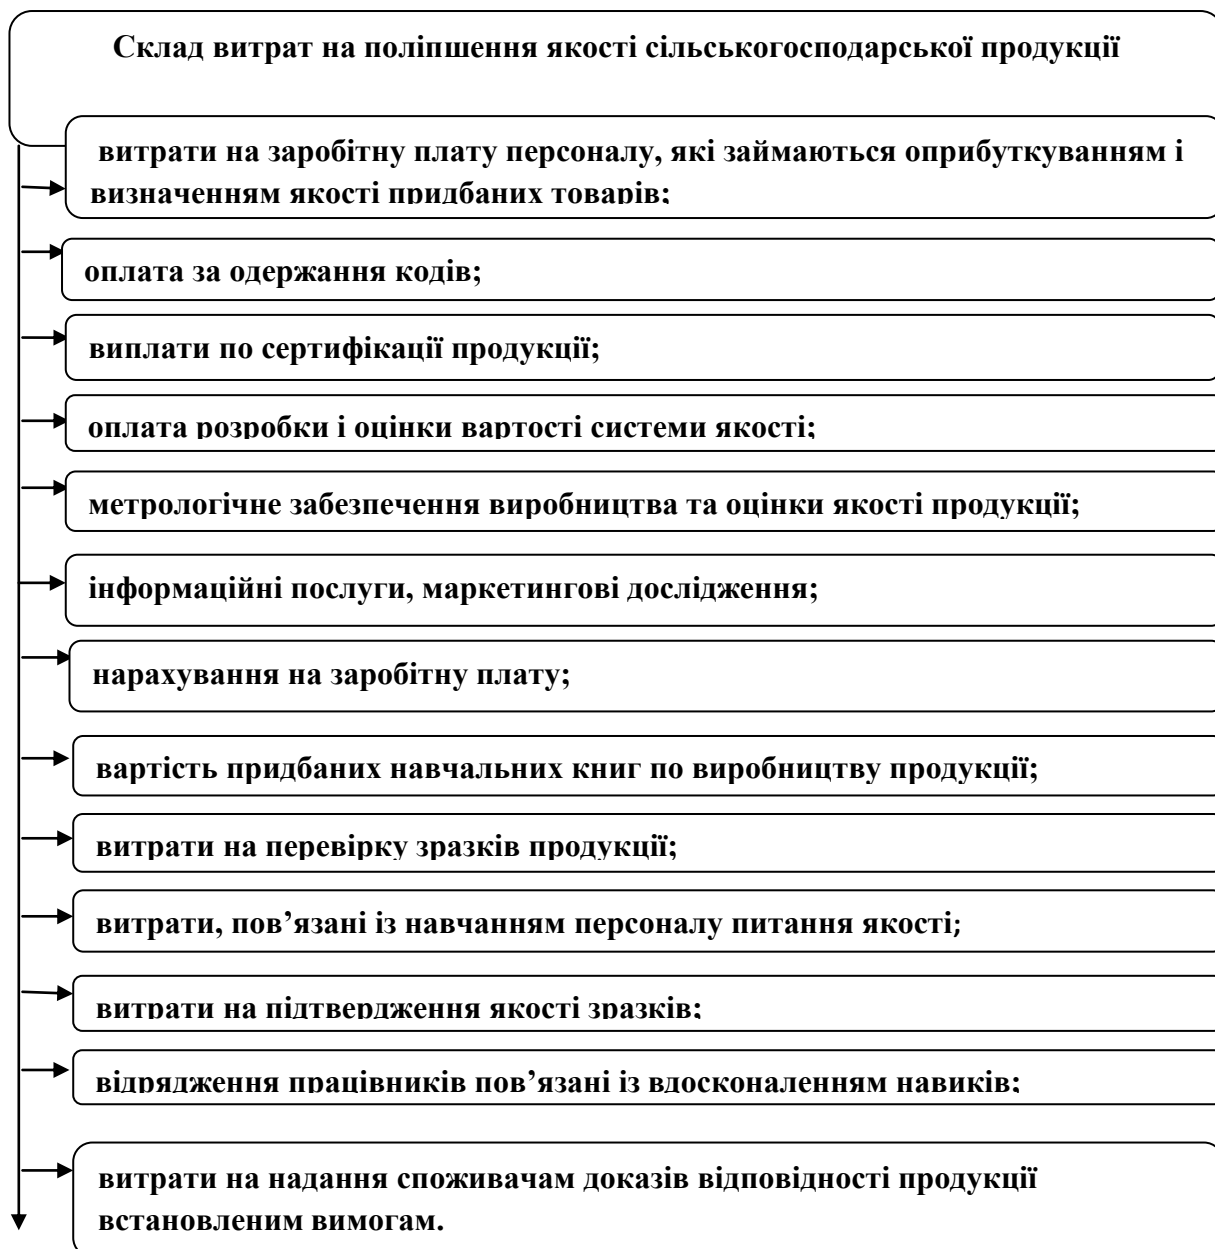 Склад витрат на поліпшення якості сільськогосподарської продукції
витрати на заробітну плату персоналу, які займаються оприбуткуванням і
визначенням якості придбаних товарів;
оплата за одержання кодів;
виплати по сертифікації продукції;
оплата розробки і оцінки вартості системи якості;
метрологічне забезпечення виробництва та оцінки якості продукції;
інформаційні послуги, маркетингові дослідження;
нарахування на заробітну плату;
вартість придбаних навчальних книг по виробництву продукції;
витрати на перевірку зразків продукції;
витрати, пов’язані із навчанням персоналу питання якості;
витрати на підтвердження якості зразків;
відрядження працівників пов’язані із вдосконаленням навиків;
витрати на надання споживачам доказів відповідності продукції
встановленим вимогам.